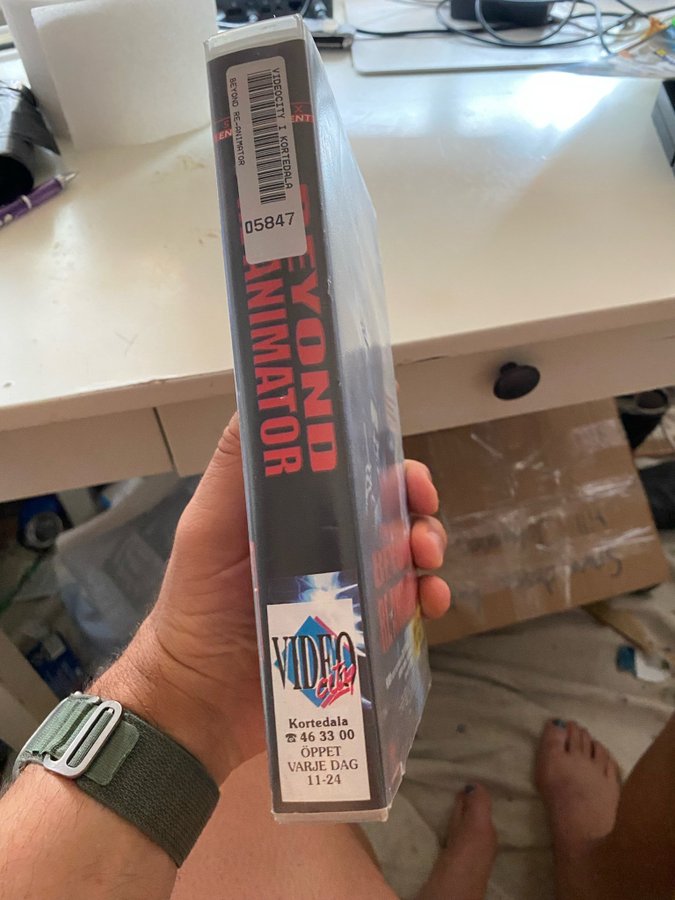 VIDEOCITY I KORTEDALA
BEYOND RE-ANIMATOR
05847
BEYOND
ANIMATOR
VIDEO
City
Kortedala
☎ 46 33 00
ÖPPET
VARJE DAG
11-24